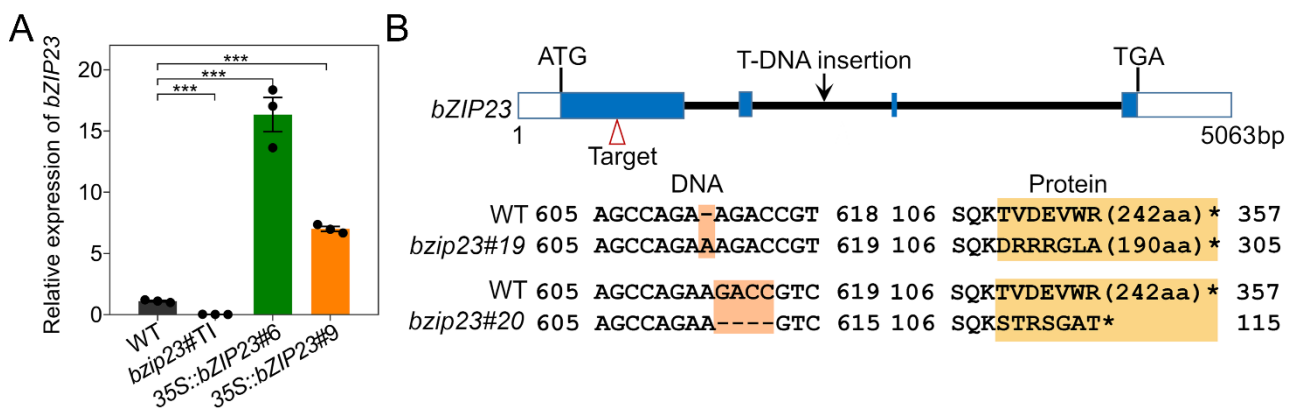 A
Relative expression of bZIP23
20
15
10
5
0
***
***
***
WT
bzip23#TI
35S::bZIP23#6
35S::bZIP23#9
B
ATG
T-DNA insertion
TGA
bZIP23
1
Target
5063bp
DNA
Protein
WT 605 AGCCAGA-AGACCGT 618 106 SQKTVDEVWR(242aa)* 357
bzip23#19 605 AGCCAGAAAGACCGT 619 106 SQKDRRRGLA(190aa)* 305
WT 605 AGCCAGAAGACCGTC 619 106 SQKTVDEVWR(242aa)* 357
bzip23#20 605 AGCCAGAA----GTC 615 106 SQKSTRSGAT* 115